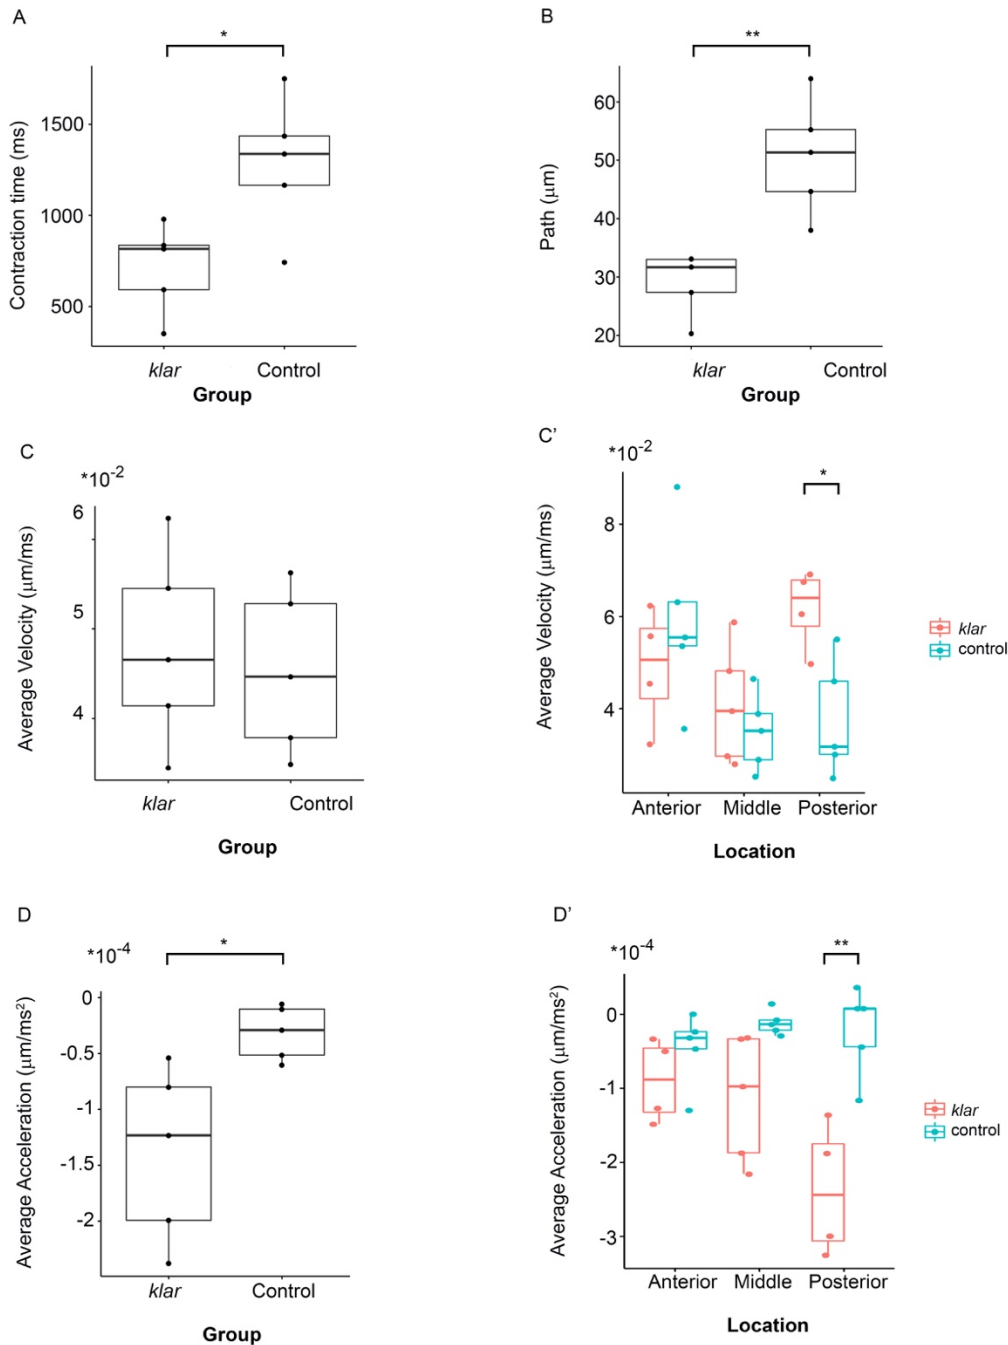 A
*
Contraction time (ms)
1500
1000
500
klar
Control
Group
B
**
Path (μm)
60
50
40
30
20
klar
Control
Group
C
*10-2
Average Velocity (μm/ms)
6
5
4
klar
Control
Group
C'
*10-2
*
Average Velocity (μm/ms)
8
6
4
Anterior
Middle
Posterior
Location
klar
control
D
*10-4
*
Average Acceleration (μm/ms2)
0
-0.5
-1
-1.5
-2
klar
Control
Group
D'
*10-4
**
Average Acceleration (μm/ms2)
0
-1
-2
-3
Anterior
Middle
Posterior
Location
klar
control